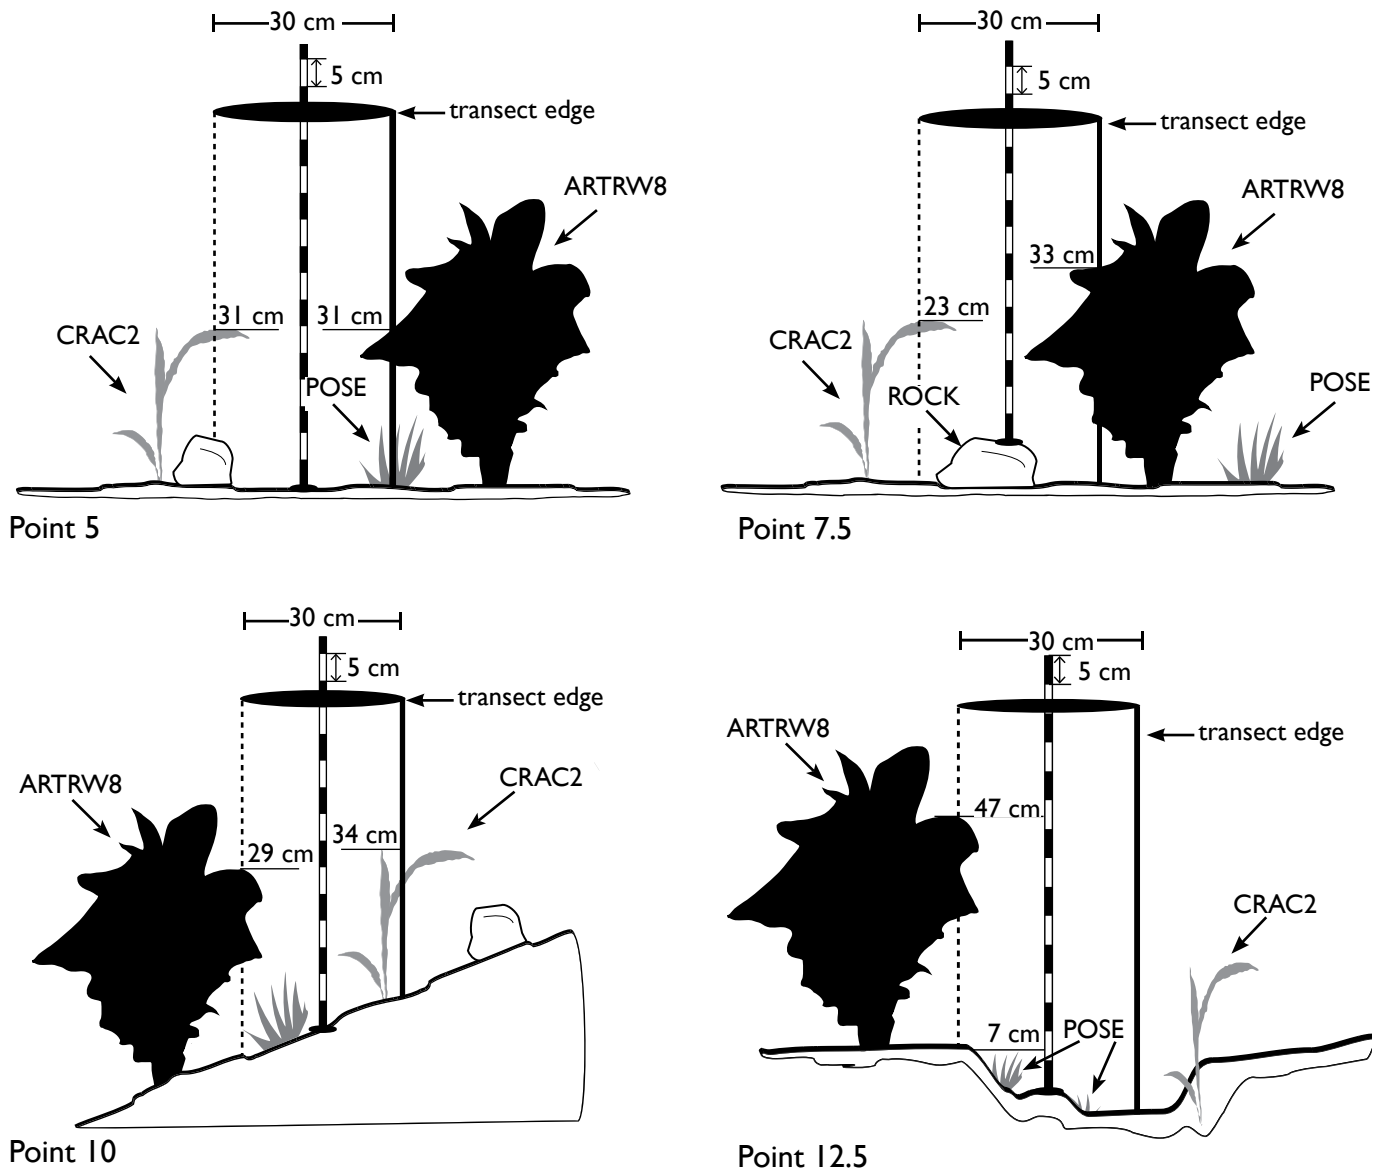 30 cm
5 cm
transect edge
ARTRW8
31 cm
31 cm
CRAC2
POSE
Point 5
30 cm
5 cm
transect edge
ARTRW8
33 cm
23 cm
CRAC2
ROCK
POSE
Point 7.5
30 cm
5 cm
transect edge
ARTRW8
CRAC2
34 cm
29 cm
Point 10
30 cm
5 cm
ARTRW8
transect edge
47 cm
CRAC2
7 cm
POSE
Point 12.5